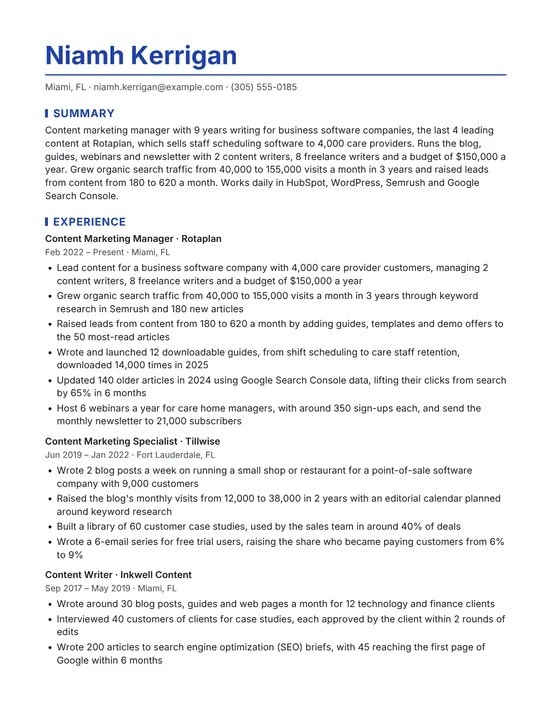 Niamh Kerrigan
Miami, FL · niamh.kerrigan@example.com · (305) 555-0185
SUMMARY
Content marketing manager with 9 years writing for business software companies, the last 4 leading
content at Rotaplan, which sells staff scheduling software to 4,000 care providers. Runs the blog,
guides, webinars and newsletter with 2 content writers, 8 freelance writers and a budget of $150,000 a
year. Grew organic search traffic from 40,000 to 155,000 visits a month in 3 years and raised leads
from content from 180 to 620 a month. Works daily in HubSpot, WordPress, Semrush and Google
Search Console.
EXPERIENCE
Content Marketing Manager · Rotaplan
Feb 2022 – Present · Miami, FL
• Lead content for a business software company with 4,000 care provider customers, managing 2
content writers, 8 freelance writers and a budget of $150,000 a year
• Grew organic search traffic from 40,000 to 155,000 visits a month in 3 years through keyword
research in Semrush and 180 new articles
• Raised leads from content from 180 to 620 a month by adding guides, templates and demo offers to
the 50 most-read articles
• Wrote and launched 12 downloadable guides, from shift scheduling to care staff retention,
downloaded 14,000 times in 2025
• Updated 140 older articles in 2024 using Google Search Console data, lifting their clicks from search
by 65% in 6 months
• Host 6 webinars a year for care home managers, with around 350 sign-ups each, and send the
monthly newsletter to 21,000 subscribers
Content Marketing Specialist · Tillwise
Jun 2019 – Jan 2022 · Fort Lauderdale, FL
• Wrote 2 blog posts a week on running a small shop or restaurant for a point-of-sale software
company with 9,000 customers
• Raised the blog's monthly visits from 12,000 to 38,000 in 2 years with an editorial calendar planned
around keyword research
• Built a library of 60 customer case studies, used by the sales team in around 40% of deals
• Wrote a 6-email series for free trial users, raising the share who became paying customers from 6%
to 9%
Content Writer · Inkwell Content
Sep 2017 – May 2019 · Miami, FL
• Wrote around 30 blog posts, guides and web pages a month for 12 technology and finance clients
• Interviewed 40 customers of clients for case studies, each approved by the client within 2 rounds of
edits
• Wrote 200 articles to search engine optimization (SEO) briefs, with 45 reaching the first page of
Google within 6 months